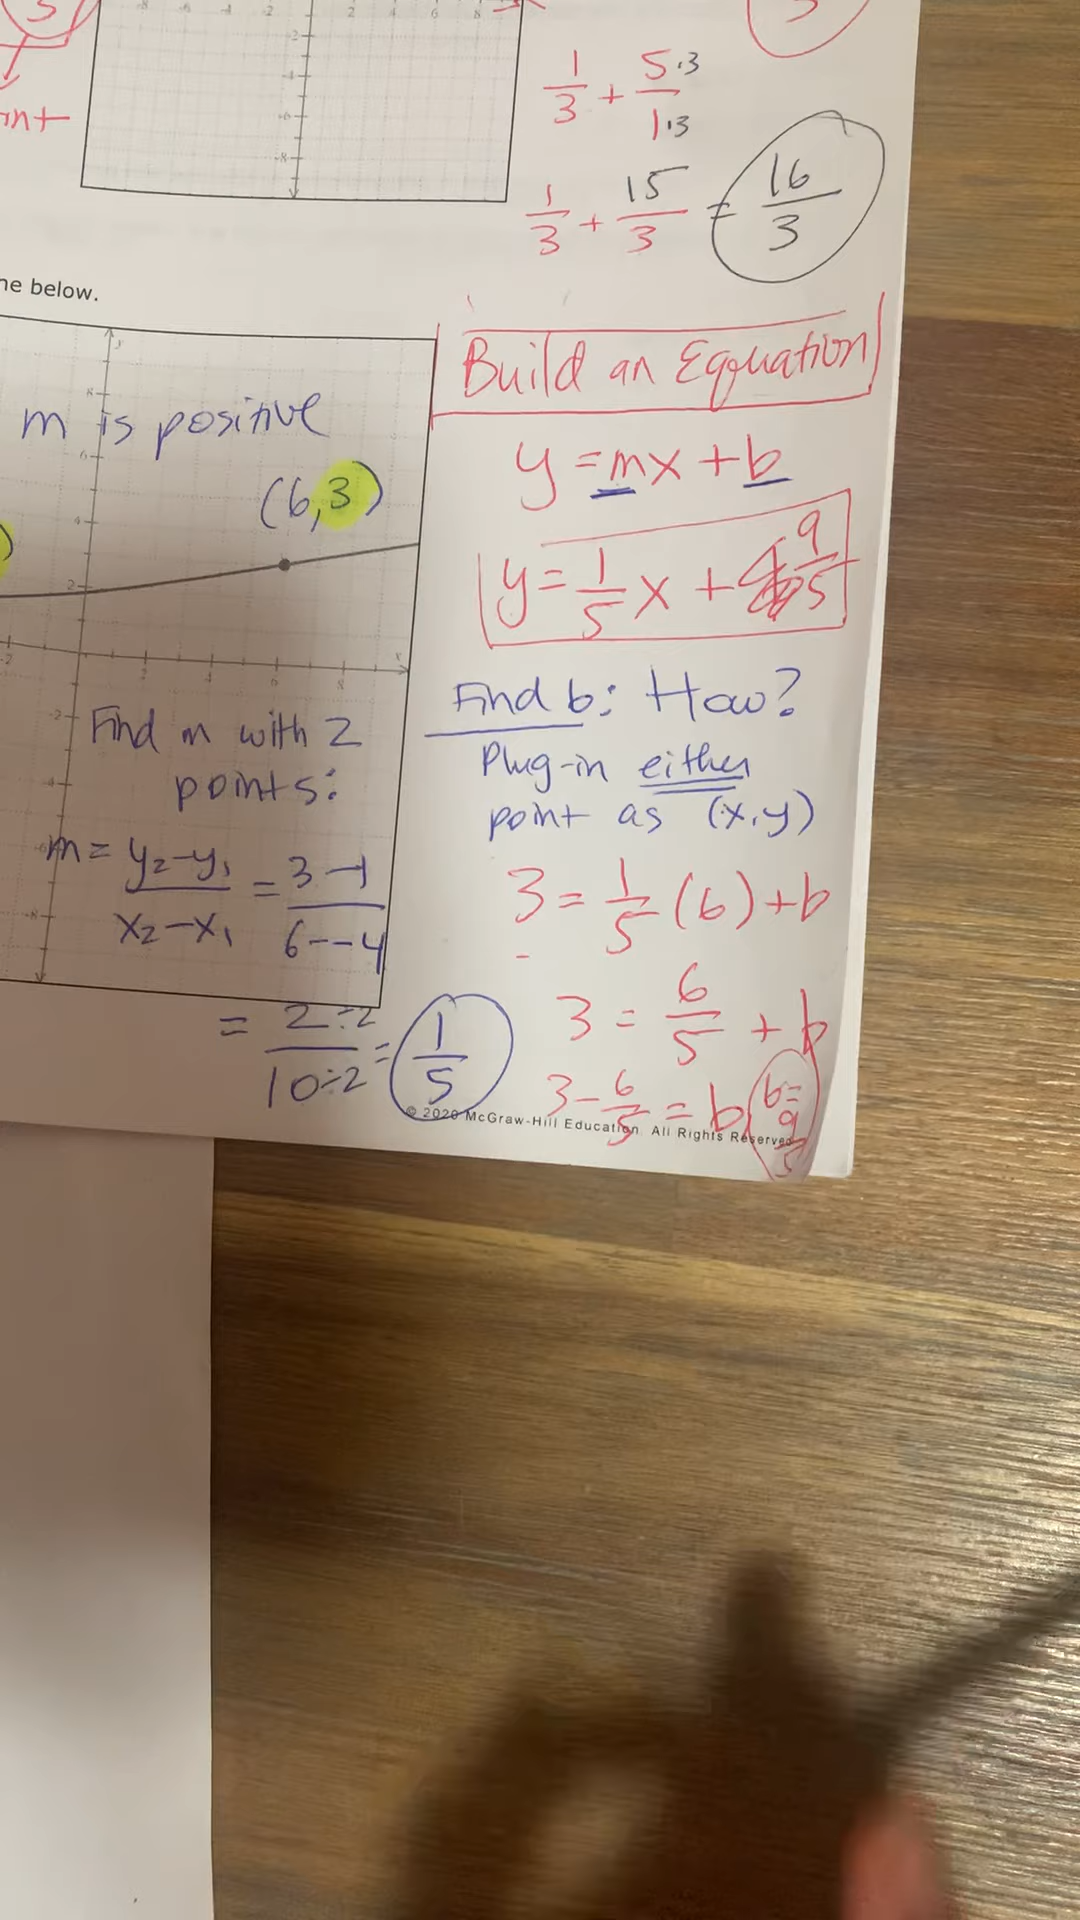 1/3 + 5·3/1·3
1/3 + 15/3 = 16/3
ne below.
m is positive
(6,3)
Find m with 2
points:
m = y₂-y₁/x₂-x₁ = 3-1/6--4
= 2÷2/10÷2 = 1/5
Build an Equation
y = mx + b
y = 1/5 x + 9/5
Find b: How?
Plug-in either
point as (x,y)
3 = 1/5 (6) + b
3 = 6/5 + b
3 - 6/5 = b
b = 9/5
© 2020 McGraw-Hill Education. All Rights Reserved